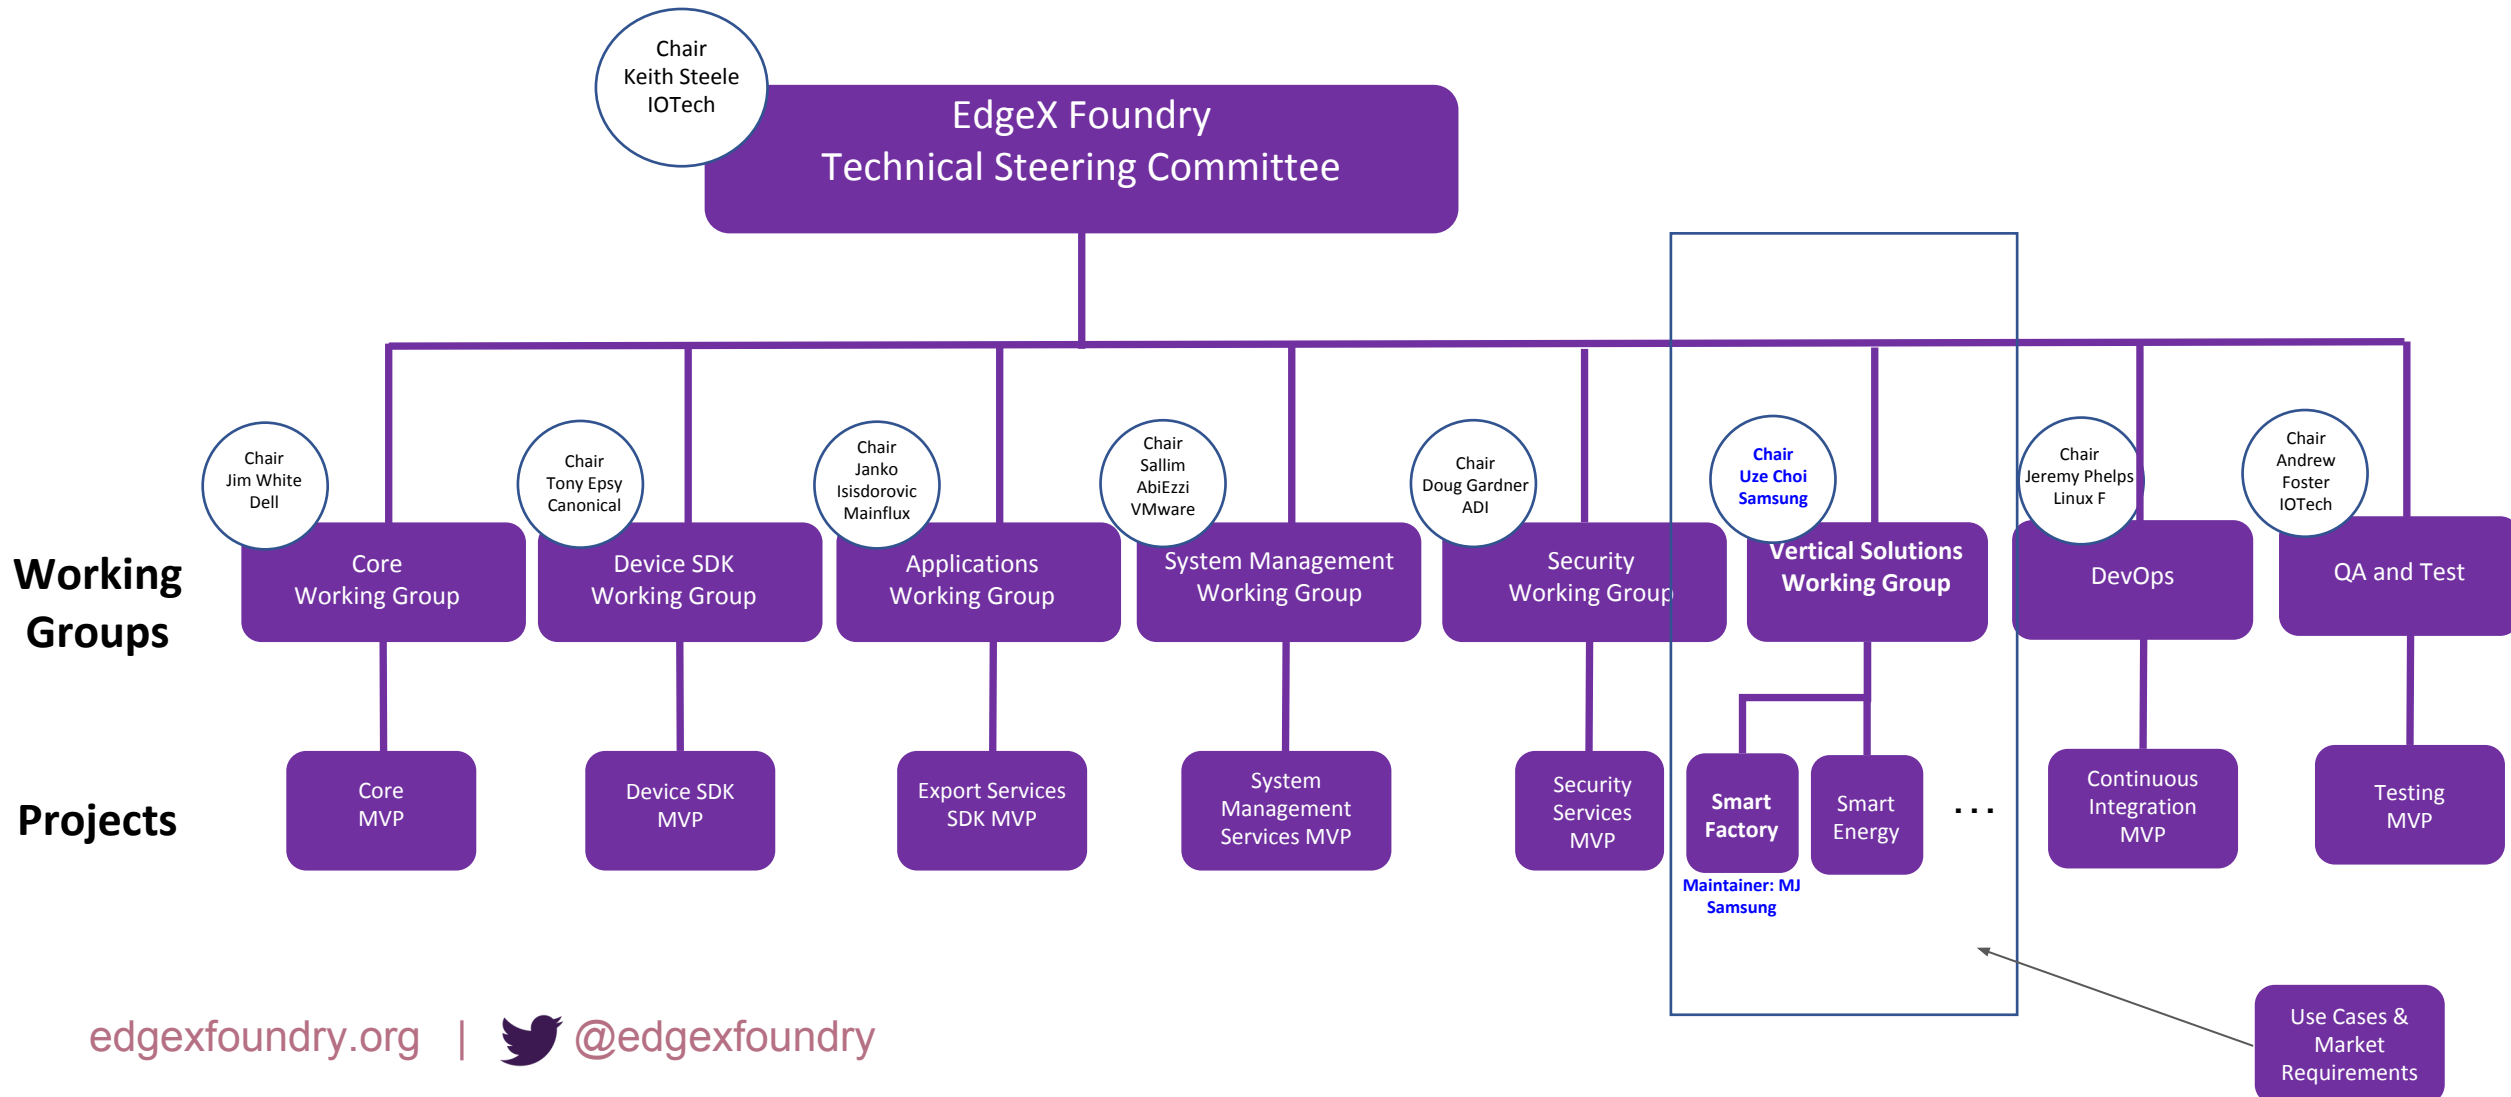 Chair
Keith Steele
IOTech
EdgeX Foundry
Technical Steering Committee
Chair
Jim White
Dell
Chair
Tony Epsy
Canonical
Chair
Janko
Isisdorovic
Mainflux
Chair
Sallim
AbiEzzi
VMware
Chair
Doug Gardner
ADI
Chair
Uze Choi
Samsung
Chair
Jeremy Phelps
Linux F
Chair
Andrew
Foster
IOTech
Working
Groups
Core
Working Group
Device SDK
Working Group
Applications
Working Group
System Management
Working Group
Security
Working Group
Vertical Solutions
Working Group
DevOps
QA and Test
Projects
Core
MVP
Device SDK
MVP
Export Services
SDK MVP
System
Management
Services MVP
Security
Services
MVP
Smart
Factory
Smart
Energy
...
Continuous
Integration
MVP
Testing
MVP
Maintainer: MJ
Samsung
Use Cases &
Market
Requirements
edgexfoundry.org | @edgexfoundry